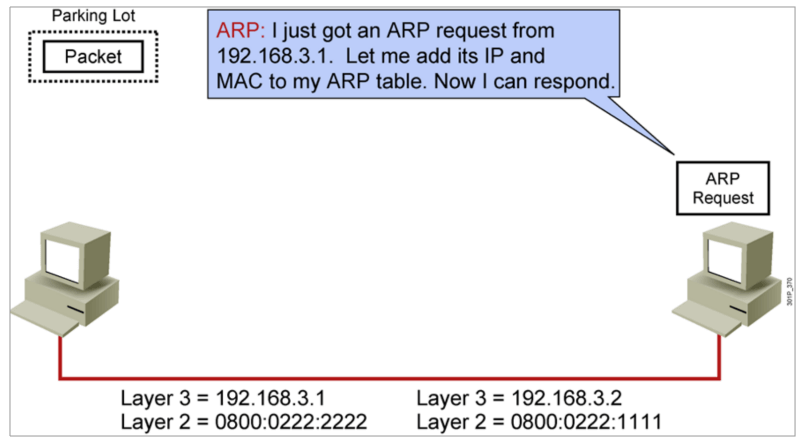 Parking Lot
Packet
ARP: I just got an ARP request from
192.168.3.1. Let me add its IP and
MAC to my ARP table. Now I can respond.
ARP
Request
301P_370
Layer 3 = 192.168.3.1
Layer 2 = 0800:0222:2222
Layer 3 = 192.168.3.2
Layer 2 = 0800:0222:1111